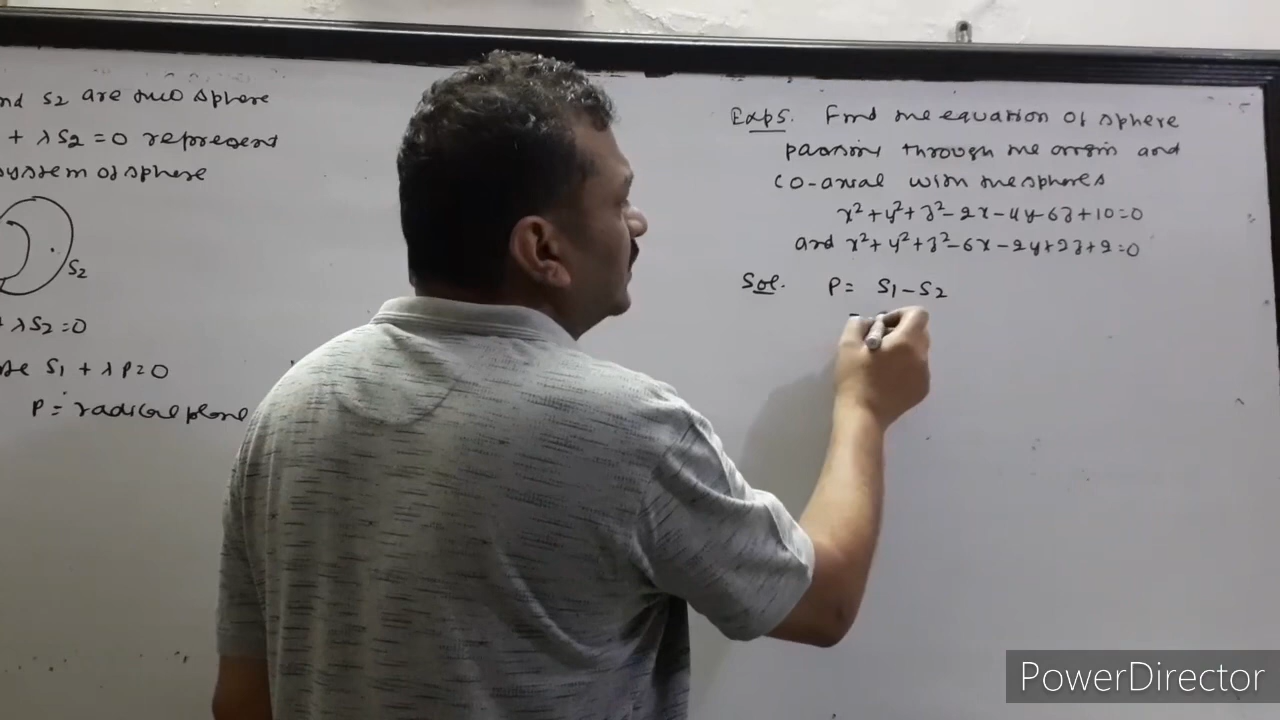 nd S2 are two sphere
+ λS2 = 0 represent
system of sphere
S2
+ λS2 = 0
S1 + λP = 0
P = radical plane
Exp5. Find the equation of sphere
passing through the origin and
co-axial with the spheres
x² + y² + z² - 2x - 4y - 6z + 10 = 0
and x² + y² + z² - 6x - 2y + 2z + 2 = 0
Sol. P = S1 - S2
PowerDirector